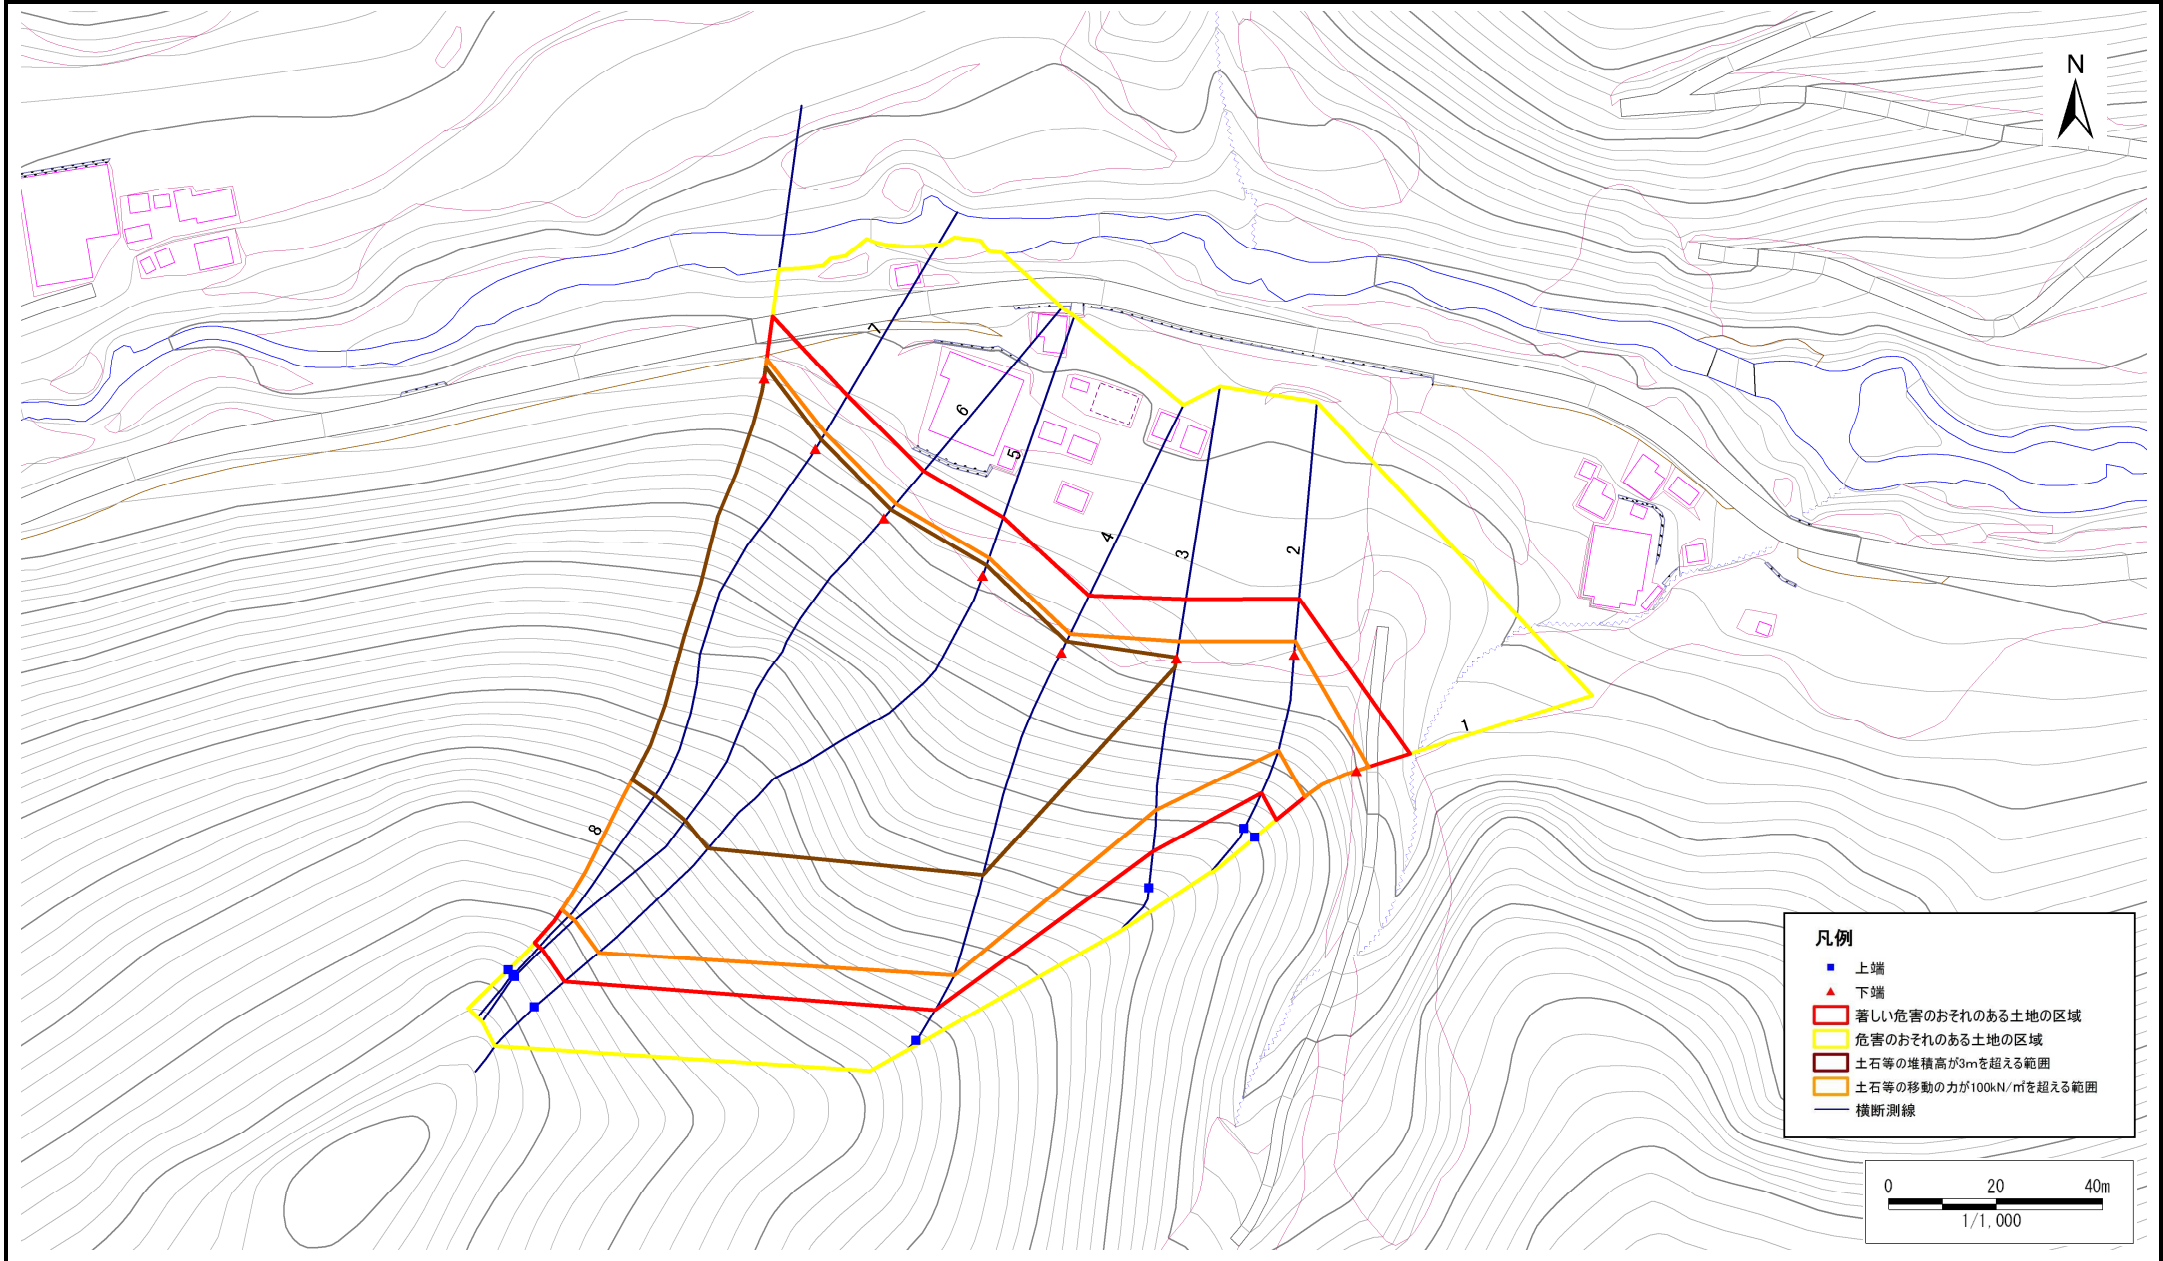 N
7
6
5
4
3
2
1
8
凡例
上端
下端
著しい危害のおそれのある土地の区域
危害のおそれのある土地の区域
土石等の堆積高が3mを超える範囲
土石等の移動の力が100kN/㎡を超える範囲
横断測線
0 20 40m
1/1,000